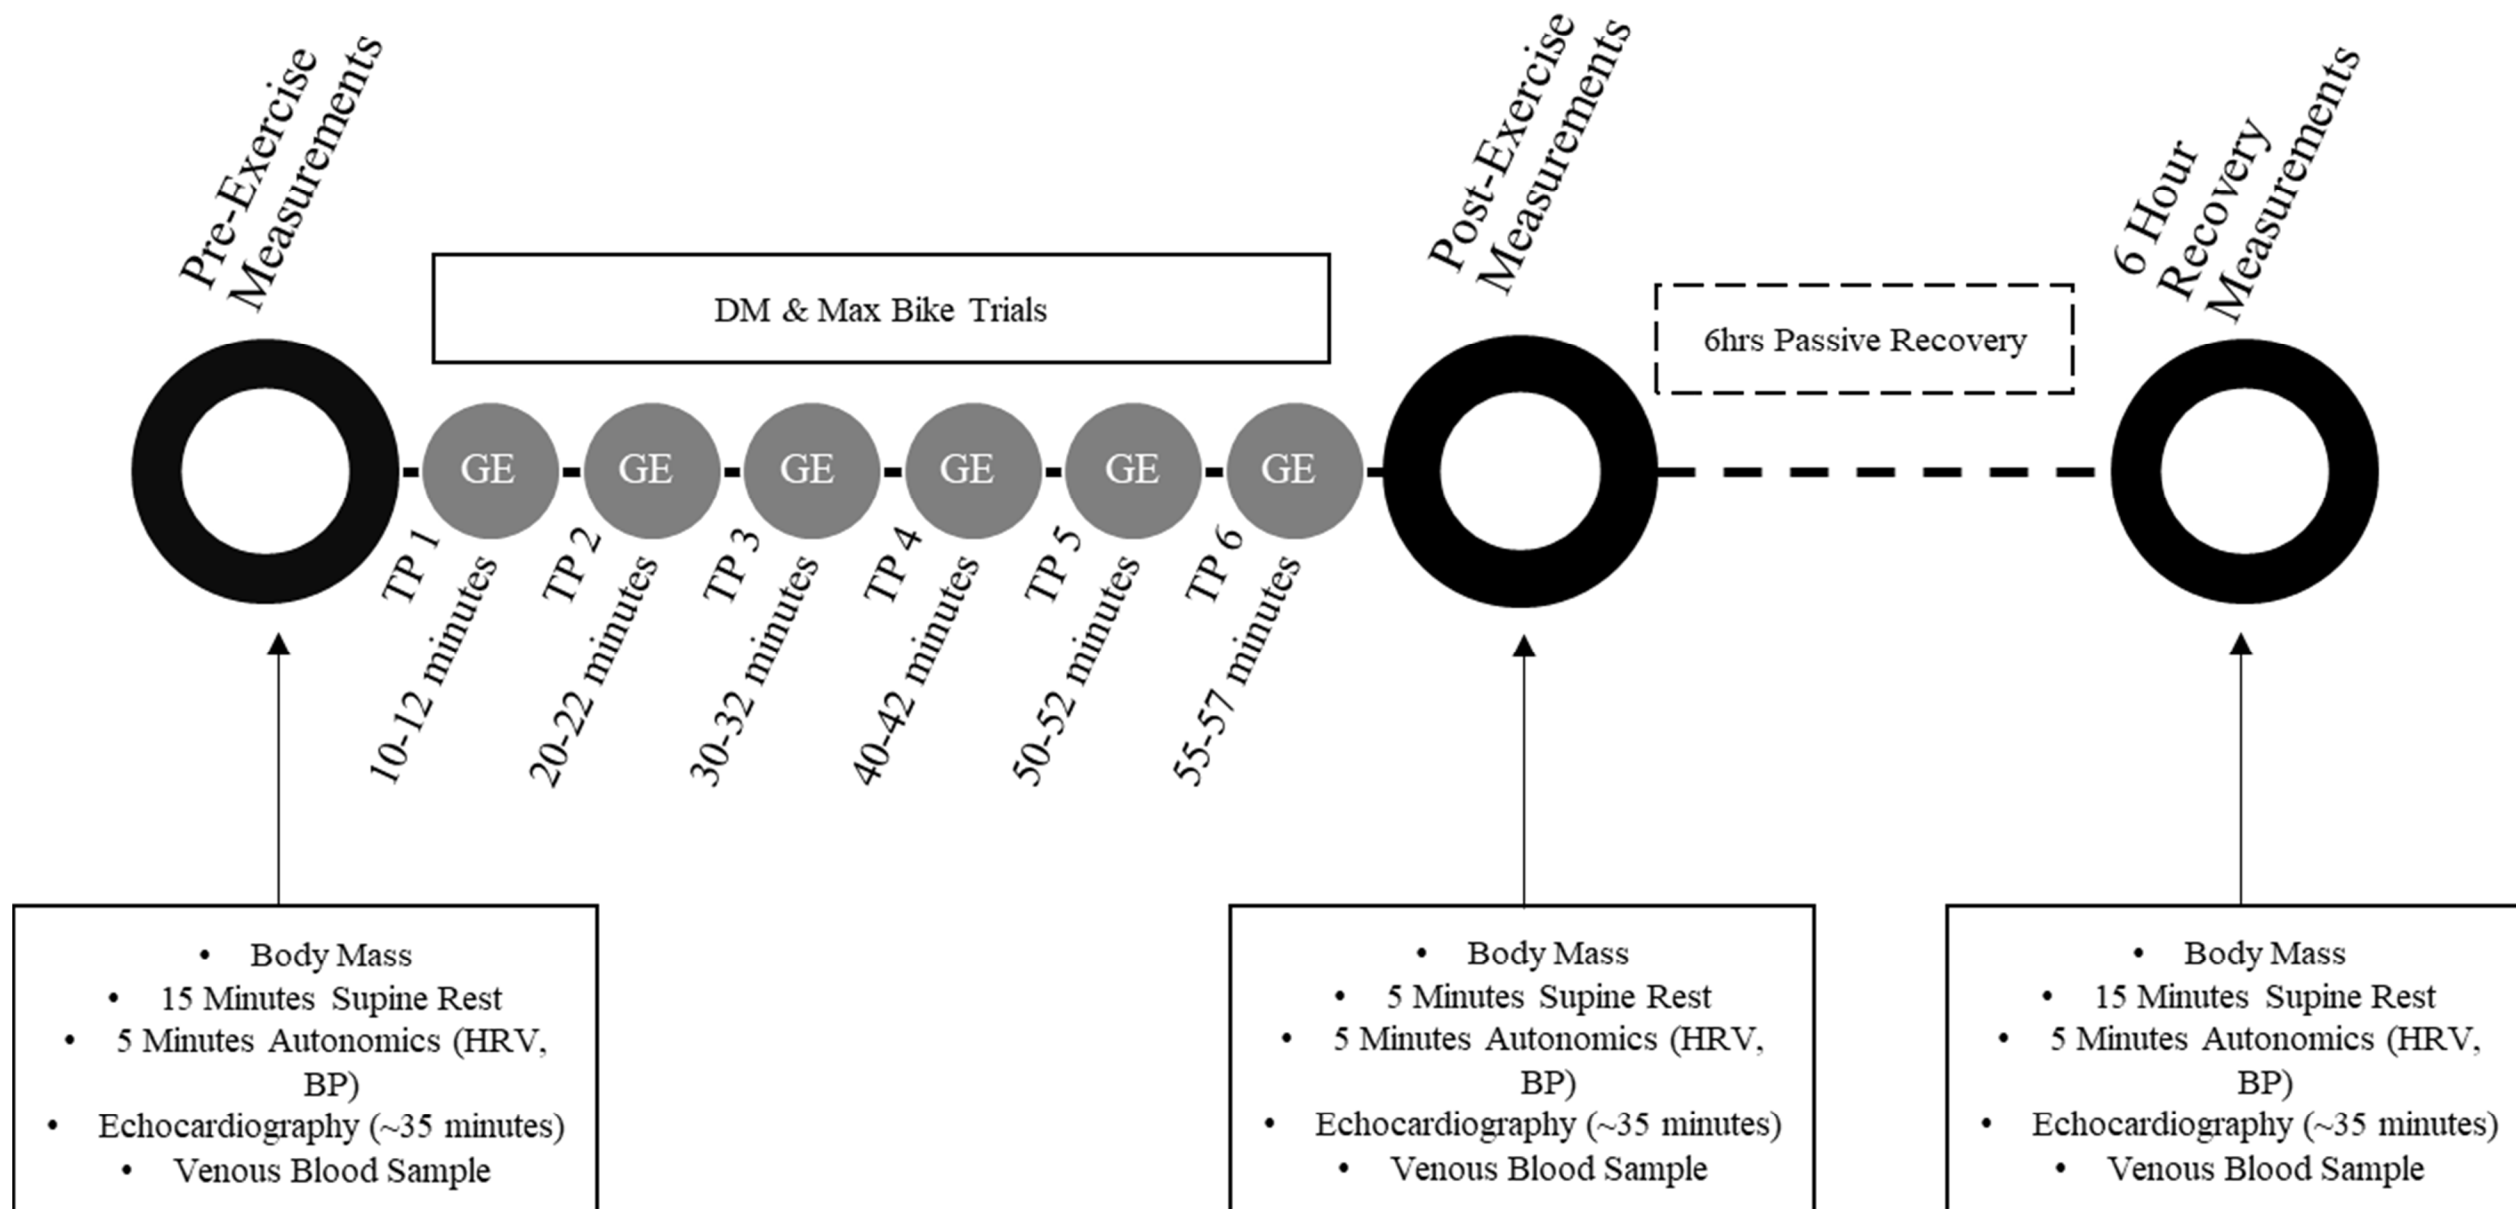 Pre-Exercise
Measurements
DM & Max Bike Trials
Post-Exercise
Measurements
6hrs Passive Recovery
6 Hour
Recovery
Measurements
GE
GE
GE
GE
GE
GE
TP 1
10-12 minutes
TP 2
20-22 minutes
TP 3
30-32 minutes
TP 4
40-42 minutes
TP 5
50-52 minutes
TP 6
55-57 minutes
• Body Mass
• 15 Minutes Supine Rest
• 5 Minutes Autonomics (HRV,
BP)
• Echocardiography (~35 minutes)
• Venous Blood Sample
• Body Mass
• 5 Minutes Supine Rest
• 5 Minutes Autonomics (HRV,
BP)
• Echocardiography (~35 minutes)
• Venous Blood Sample
• Body Mass
• 15 Minutes Supine Rest
• 5 Minutes Autonomics (HRV,
BP)
• Echocardiography (~35 minutes)
• Venous Blood Sample